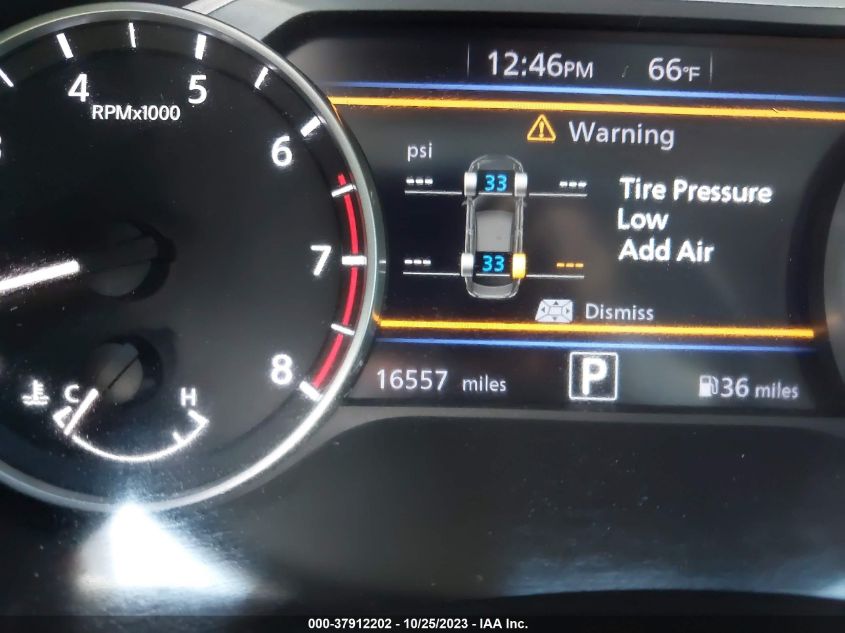 12:46PM 66°F
4 5
RPMx1000
6
7
8
C H
Warning
psi
--- 33 ---
--- 33 ---
Tire Pressure
Low
Add Air
Dismiss
16557 miles P 36 miles
000-37912202 - 10/25/2023 - IAA Inc.